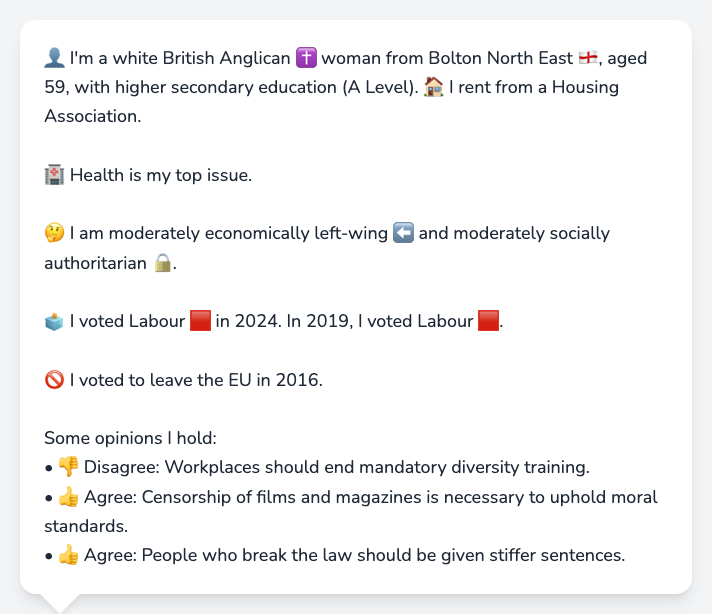 👤 I'm a white British Anglican ✝️ woman from Bolton North East 🏴󠁧󠁢󠁥󠁮󠁧󠁿, aged
59, with higher secondary education (A Level). 🏠 I rent from a Housing
Association.
🏥 Health is my top issue.
🤔 I am moderately economically left-wing ⬅️ and moderately socially
authoritarian 🔒.
🗳️ I voted Labour 🟥 in 2024. In 2019, I voted Labour 🟥.
🚫 I voted to leave the EU in 2016.
Some opinions I hold:
• 👎 Disagree: Workplaces should end mandatory diversity training.
• 👍 Agree: Censorship of films and magazines is necessary to uphold moral
standards.
• 👍 Agree: People who break the law should be given stiffer sentences.